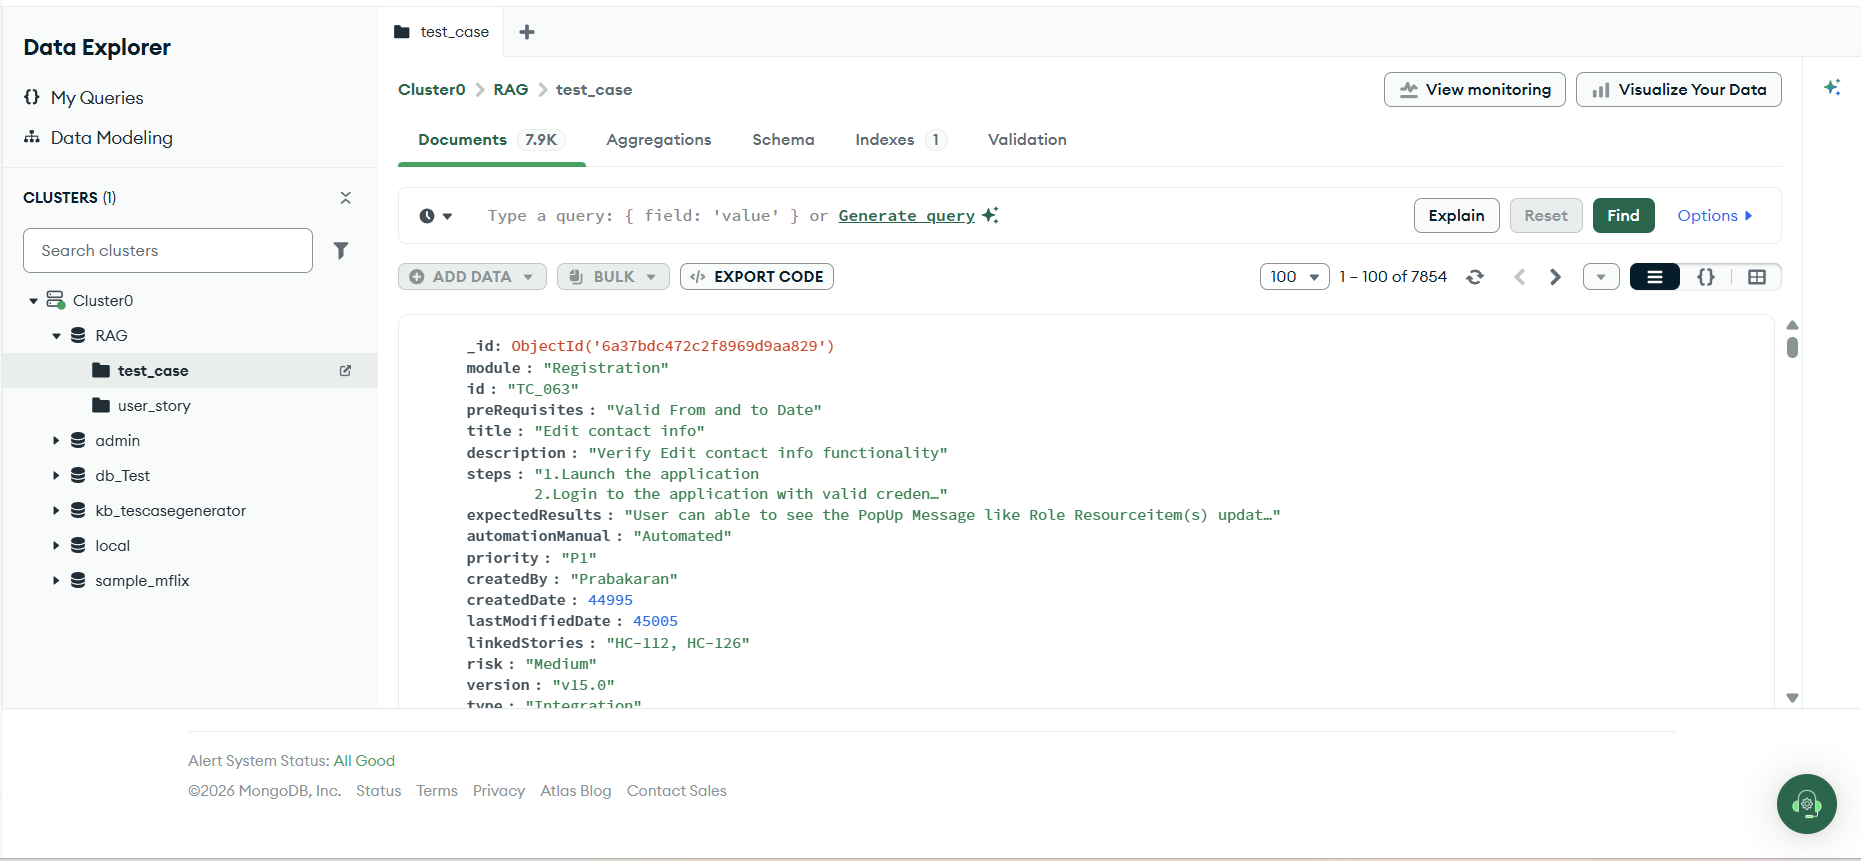 Data Explorer
My Queries
Data Modeling
CLUSTERS (1)
Search clusters
Cluster0
RAG
test_case
user_story
admin
db_Test
kb_tescasegenerator
local
sample_mflix
test_case
Cluster0 > RAG > test_case
View monitoring
Visualize Your Data
Documents 7.9K Aggregations Schema Indexes 1 Validation
Type a query: { field: 'value' } or Generate query
Explain Reset Find Options
ADD DATA BULK EXPORT CODE
100 1 – 100 of 7854
_id: ObjectId('6a37bdc472c2f8969d9aa829')
module : "Registration"
id : "TC_063"
preRequisites : "Valid From and to Date"
title : "Edit contact info"
description : "Verify Edit contact info functionality"
steps : "1.Launch the application
2.Login to the application with valid creden…"
expectedResults : "User can able to see the PopUp Message like Role Resourceitem(s) updat…"
automationManual : "Automated"
priority : "P1"
createdBy : "Prabakaran"
createdDate : 44995
lastModifiedDate : 45005
linkedStories : "HC-112, HC-126"
risk : "Medium"
version : "v15.0"
type : "Integration"
Alert System Status: All Good
©2026 MongoDB, Inc. Status Terms Privacy Atlas Blog Contact Sales